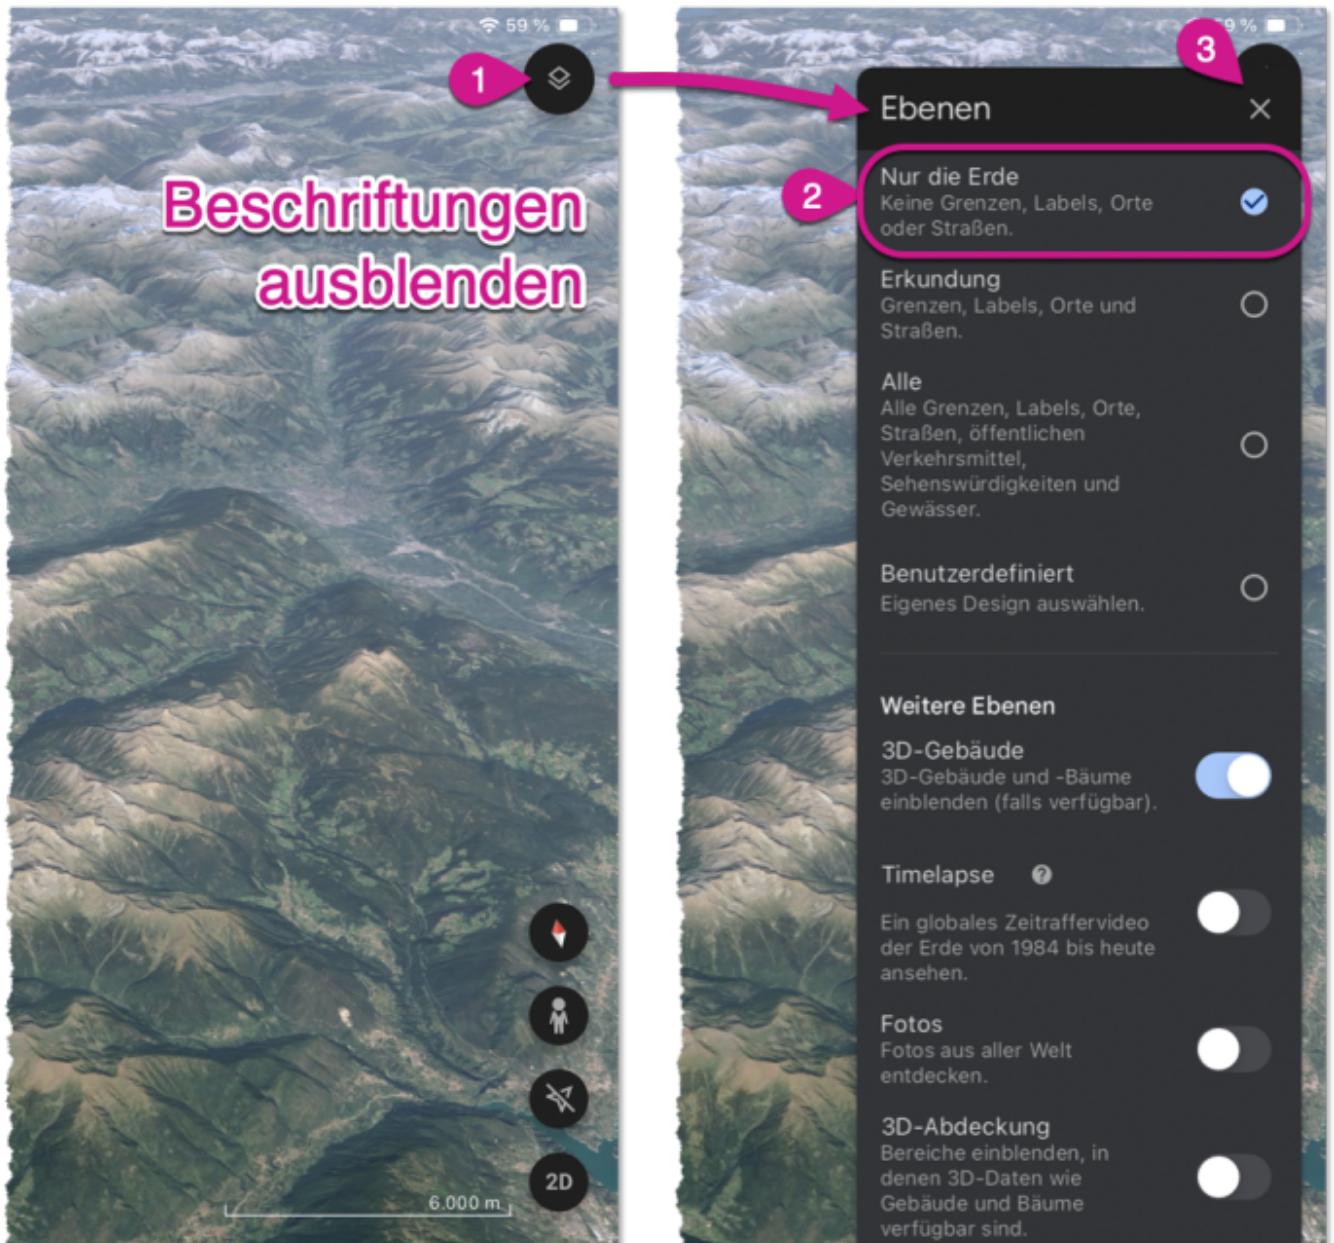 59 %
1
Beschriftungen
ausblenden
6.000 m
2D
9 %
3
Ebenen
2
Nur die Erde
Keine Grenzen, Labels, Orte
oder Straßen.
Erkundung
Grenzen, Labels, Orte und
Straßen.
Alle
Alle Grenzen, Labels, Orte,
Straßen, öffentlichen
Verkehrsmittel,
Sehenswürdigkeiten und
Gewässer.
Benutzerdefiniert
Eigenes Design auswählen.
Weitere Ebenen
3D-Gebäude
3D-Gebäude und -Bäume
einblenden (falls verfügbar).
Timelapse ?
Ein globales Zeitraffervideo
der Erde von 1984 bis heute
ansehen.
Fotos
Fotos aus aller Welt
entdecken.
3D-Abdeckung
Bereiche einblenden, in
denen 3D-Daten wie
Gebäude und Bäume
verfügbar sind.